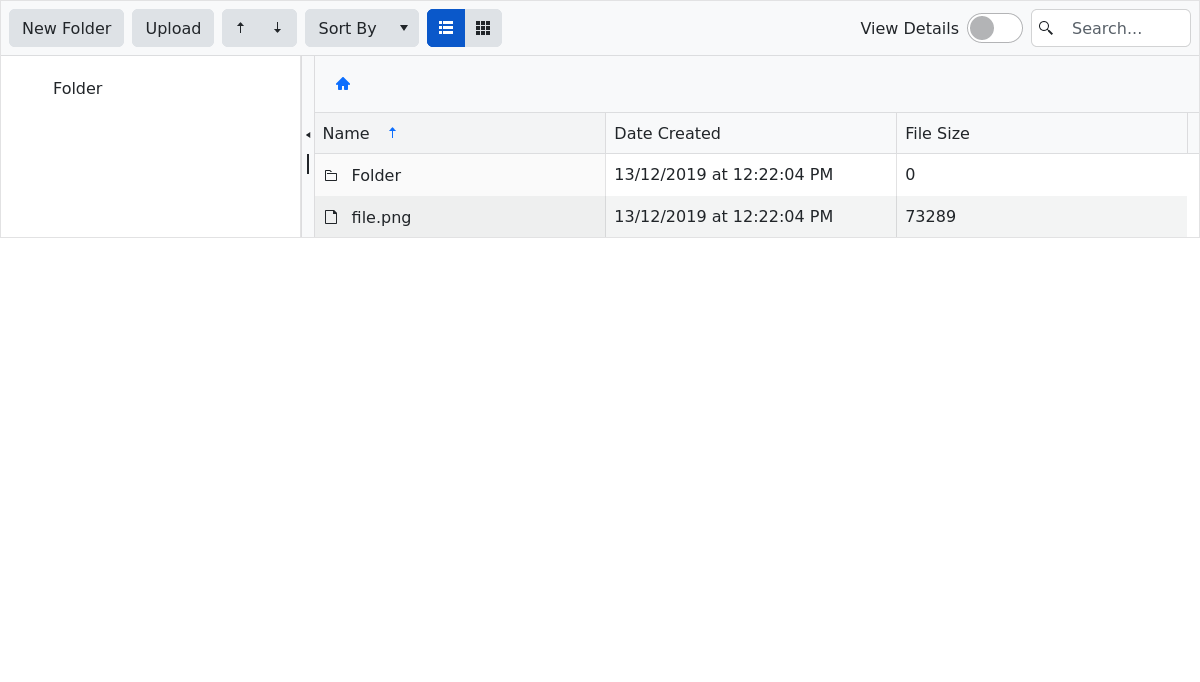 New Folder Upload Sort By View Details Search...
Folder
Name Date Created File Size
Folder 13/12/2019 at 12:22:04 PM 0
file.png 13/12/2019 at 12:22:04 PM 73289